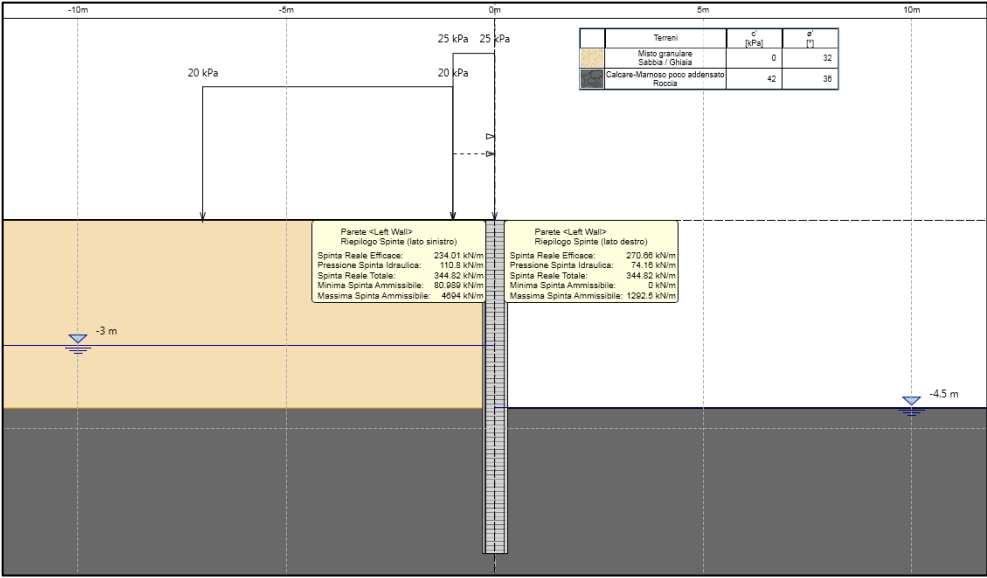 -10m -5m 0m 5m 10m
25 kPa 25 kPa
20 kPa 20 kPa
Terreni c' [kPa] ø' [°]
Misto granulare
Sabbia / Ghiaia 0 32
Calcare-Marnoso poco addensato
Roccia 42 36
Parete <Left Wall>
Riepilogo Spinte (lato sinistro)
Spinta Reale Efficace: 234.01 kN/m
Pressione Spinta Idraulica: 110.8 kN/m
Spinta Reale Totale: 344.82 kN/m
Minima Spinta Ammissibile: 80.989 kN/m
Massima Spinta Ammissibile: 4694 kN/m
Parete <Left Wall>
Riepilogo Spinte (lato destro)
Spinta Reale Efficace: 270.66 kN/m
Pressione Spinta Idraulica: 74.16 kN/m
Spinta Reale Totale: 344.82 kN/m
Minima Spinta Ammissibile: 0 kN/m
Massima Spinta Ammissibile: 1292.5 kN/m
-3 m
-4.5 m